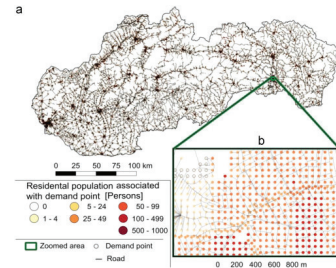 a
0 25 50 75 100 km
Residential population associated
with demand point [Persons]
0 5 - 24 50 - 99
1 - 4 25 - 49 100 - 499
500 - 1000
Zoomed area Demand point
Road
b
0 200 400 600 800 m